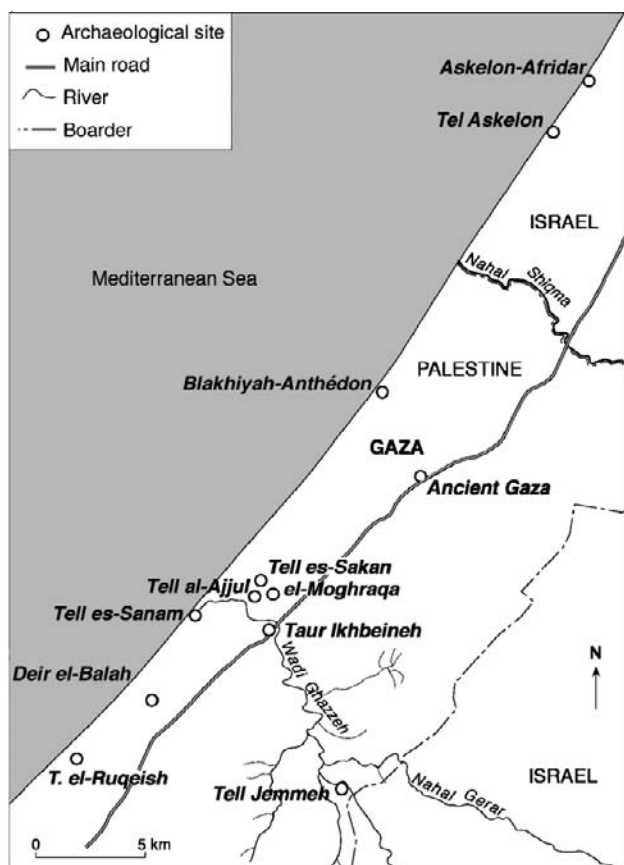 Archaeological site
Main road
River
Boarder
Askelon-Afridar
Tel Askelon
ISRAEL
Nahal Shiqma
Mediterranean Sea
PALESTINE
Blakhiyah-Anthédon
GAZA
Ancient Gaza
Tell es-Sakan
Tell al-Ajjul
el-Moghraqa
Tell es-Sanam
Taur Ikhbeineh
Deir el-Balah
Wadi Ghazzeh
N
T. el-Ruqeish
Tell Jemmeh
Nahal Gerar
ISRAEL
0 5 km